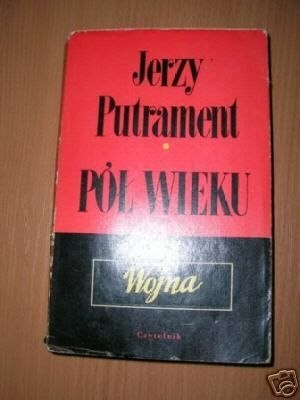 Jerzy
Putrament
PÓŁ WIEKU
Wojna
Czytelnik